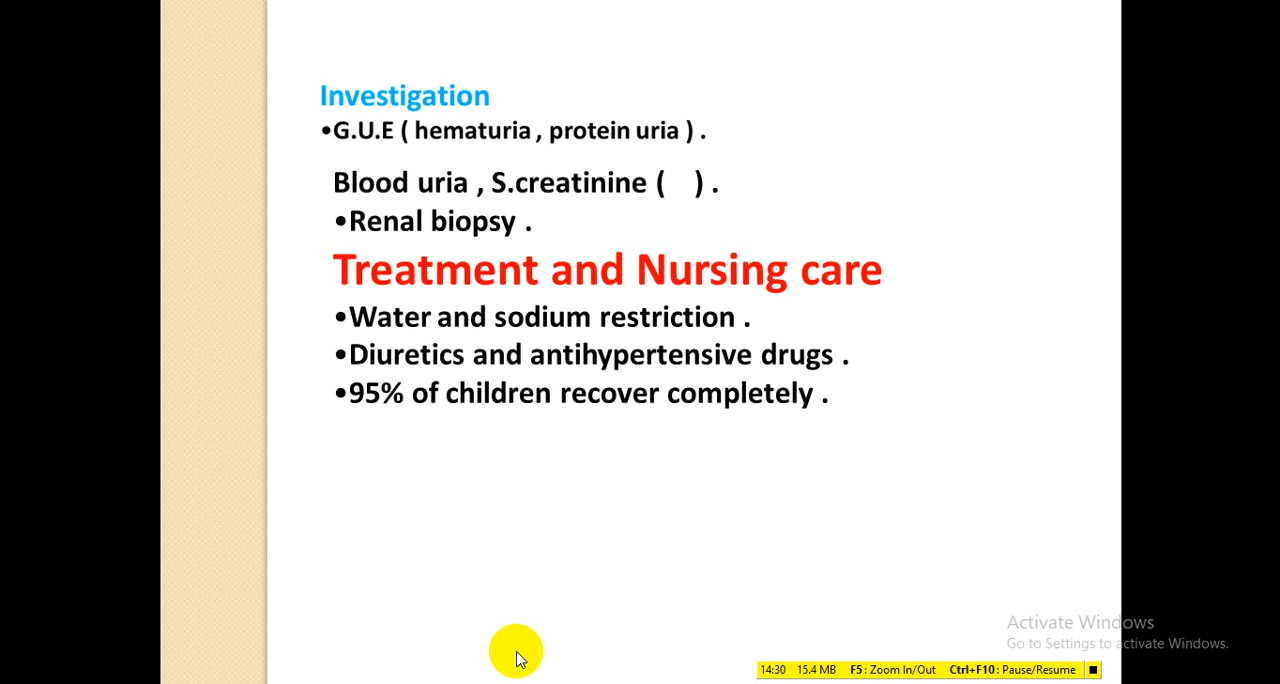 Investigation
•G.U.E ( hematuria , protein uria ) .
Blood uria , S.creatinine (   ) .
•Renal biopsy .
Treatment and Nursing care
•Water and sodium restriction .
•Diuretics and antihypertensive drugs .
•95% of children recover completely .
Activate Windows
Go to Settings to activate Windows.
14:30 15.4 MB F5: Zoom In/Out Ctrl+F10: Pause/Resume